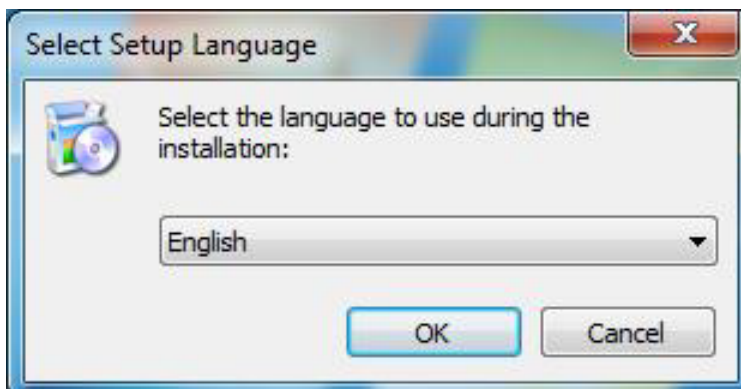 Select Setup Language
Select the language to use during the
installation:
English
OK
Cancel